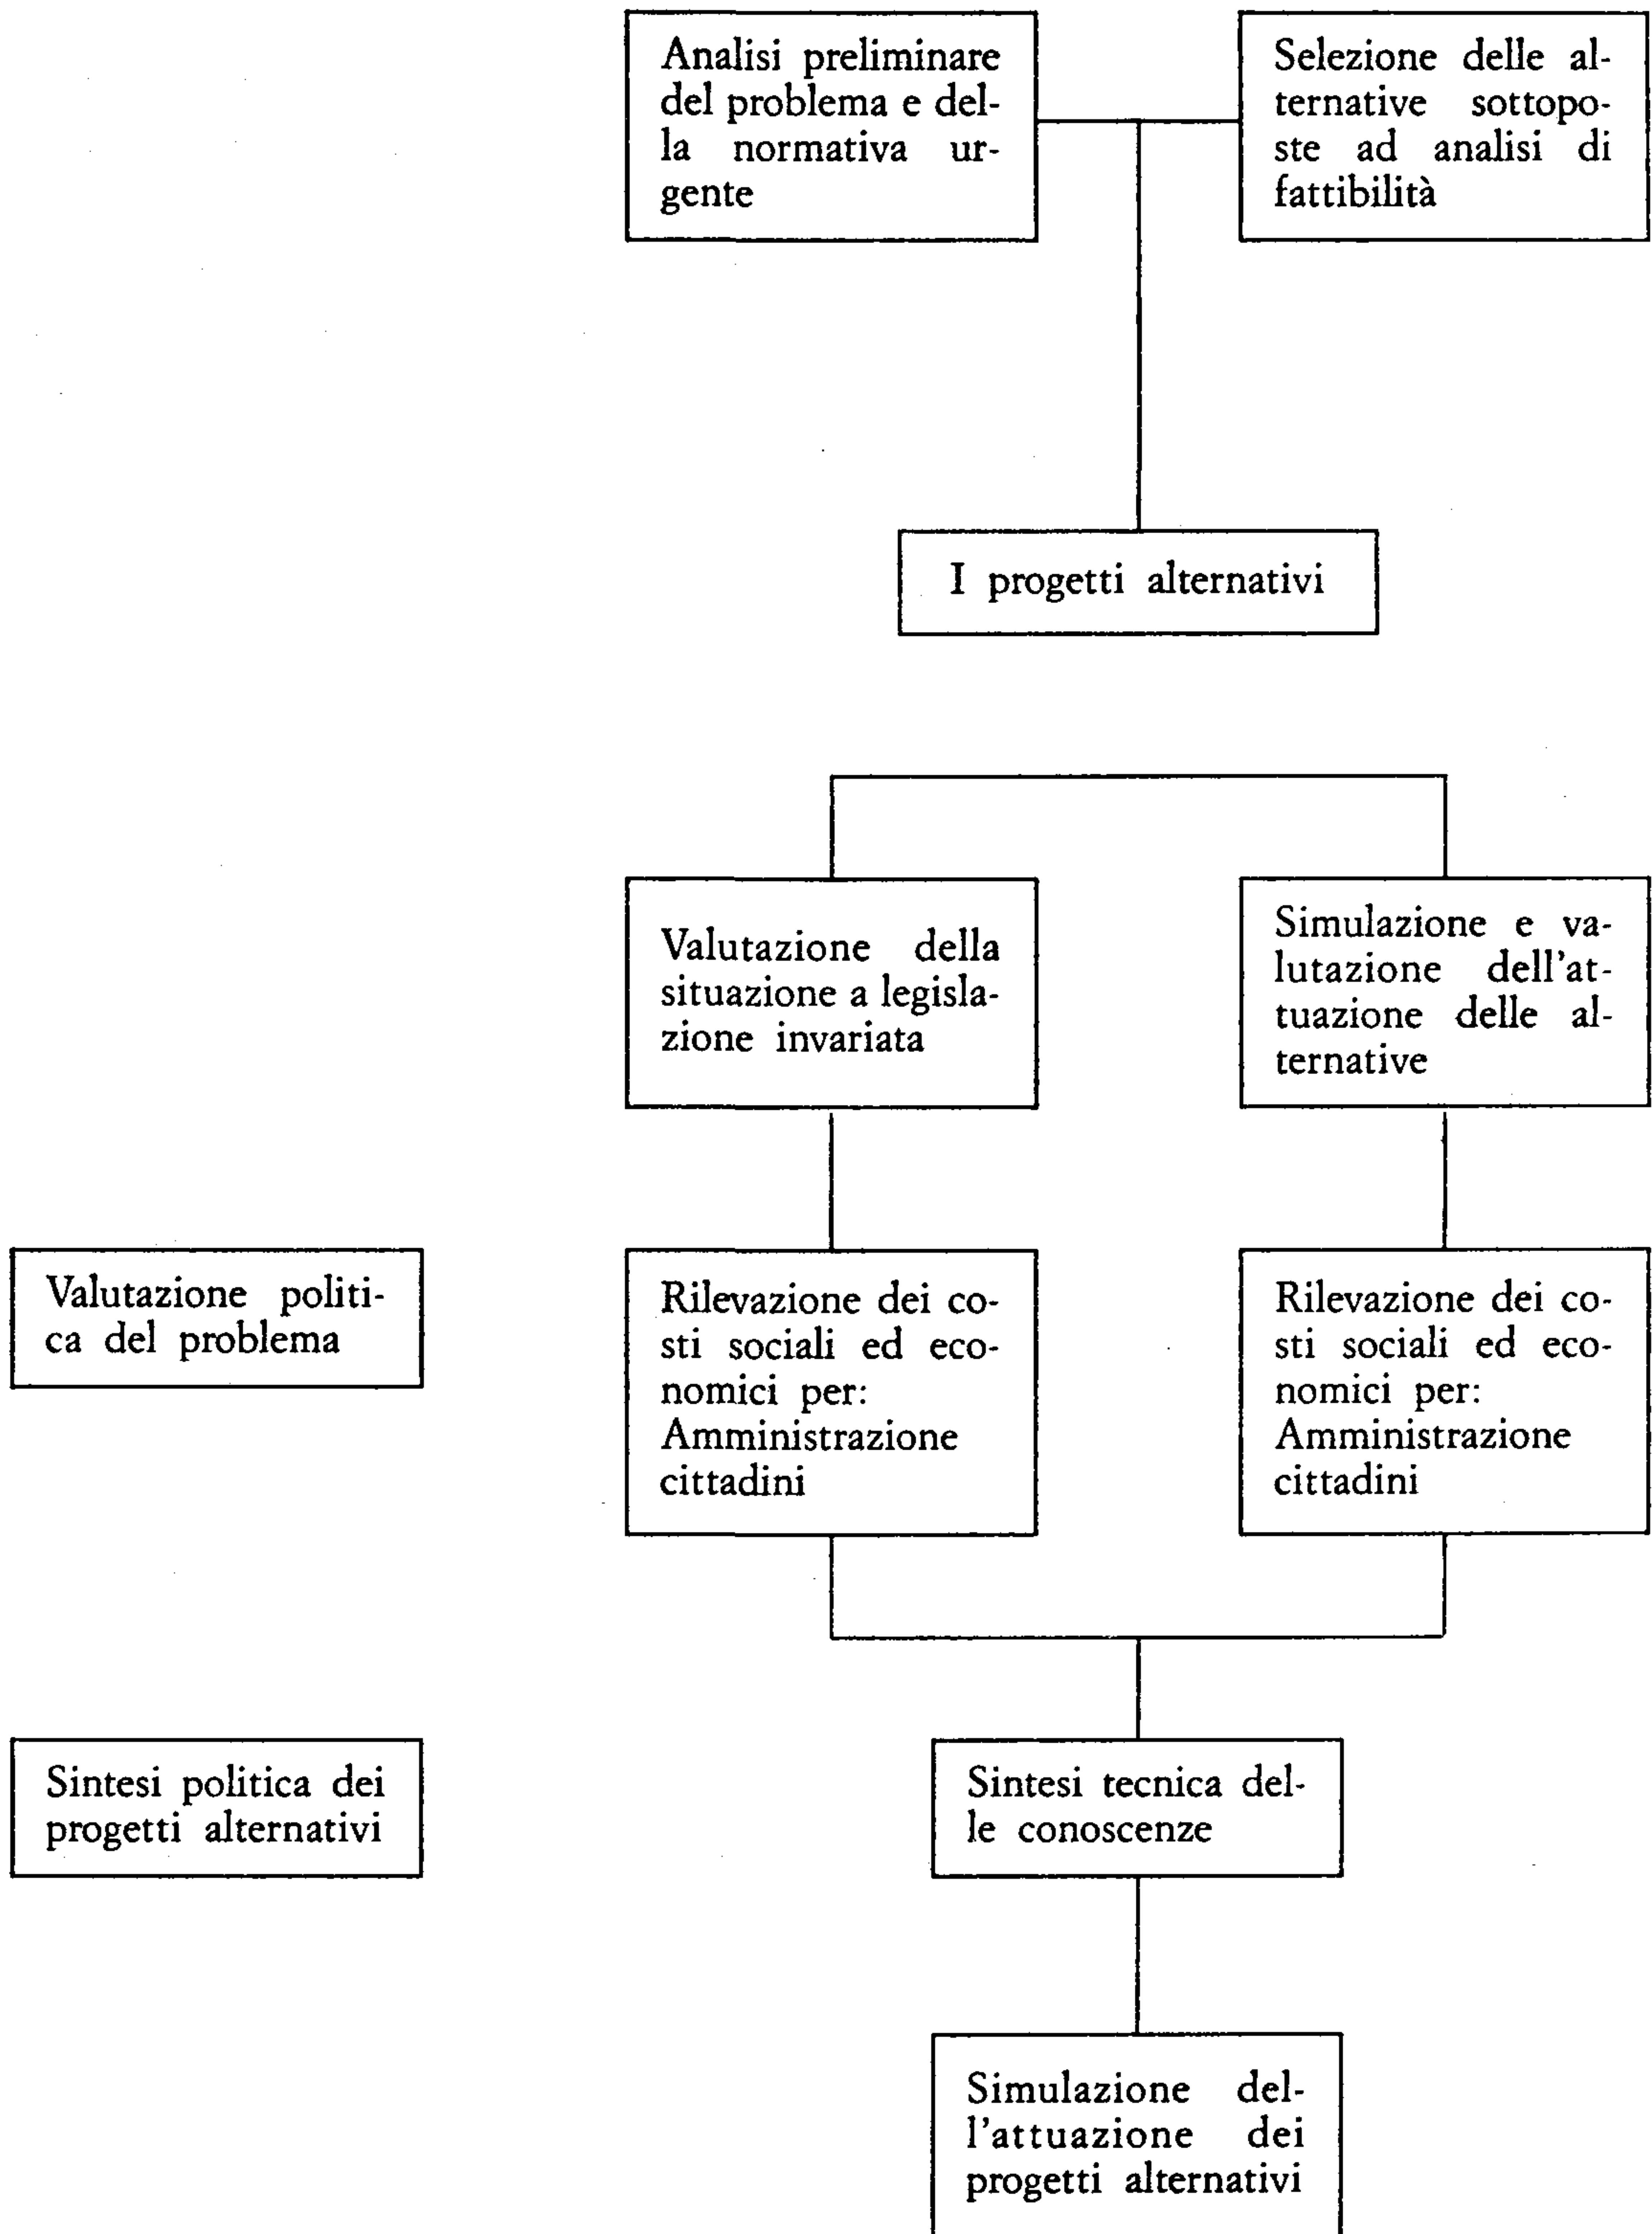 Analisi preliminare
del problema e del-
la normativa ur-
gente
Selezione delle al-
ternative sottopo-
ste ad analisi di
fattibilità
I progetti alternativi
Valutazione della
situazione a legisla-
zione invariata
Simulazione e va-
lutazione dell'at-
tuazione delle al-
ternative
Valutazione politi-
ca del problema
Rilevazione dei co-
sti sociali ed eco-
nomici per:
Amministrazione
cittadini
Rilevazione dei co-
sti sociali ed eco-
nomici per:
Amministrazione
cittadini
Sintesi politica dei
progetti alternativi
Sintesi tecnica del-
le conoscenze
Simulazione del-
l'attuazione dei
progetti alternativi